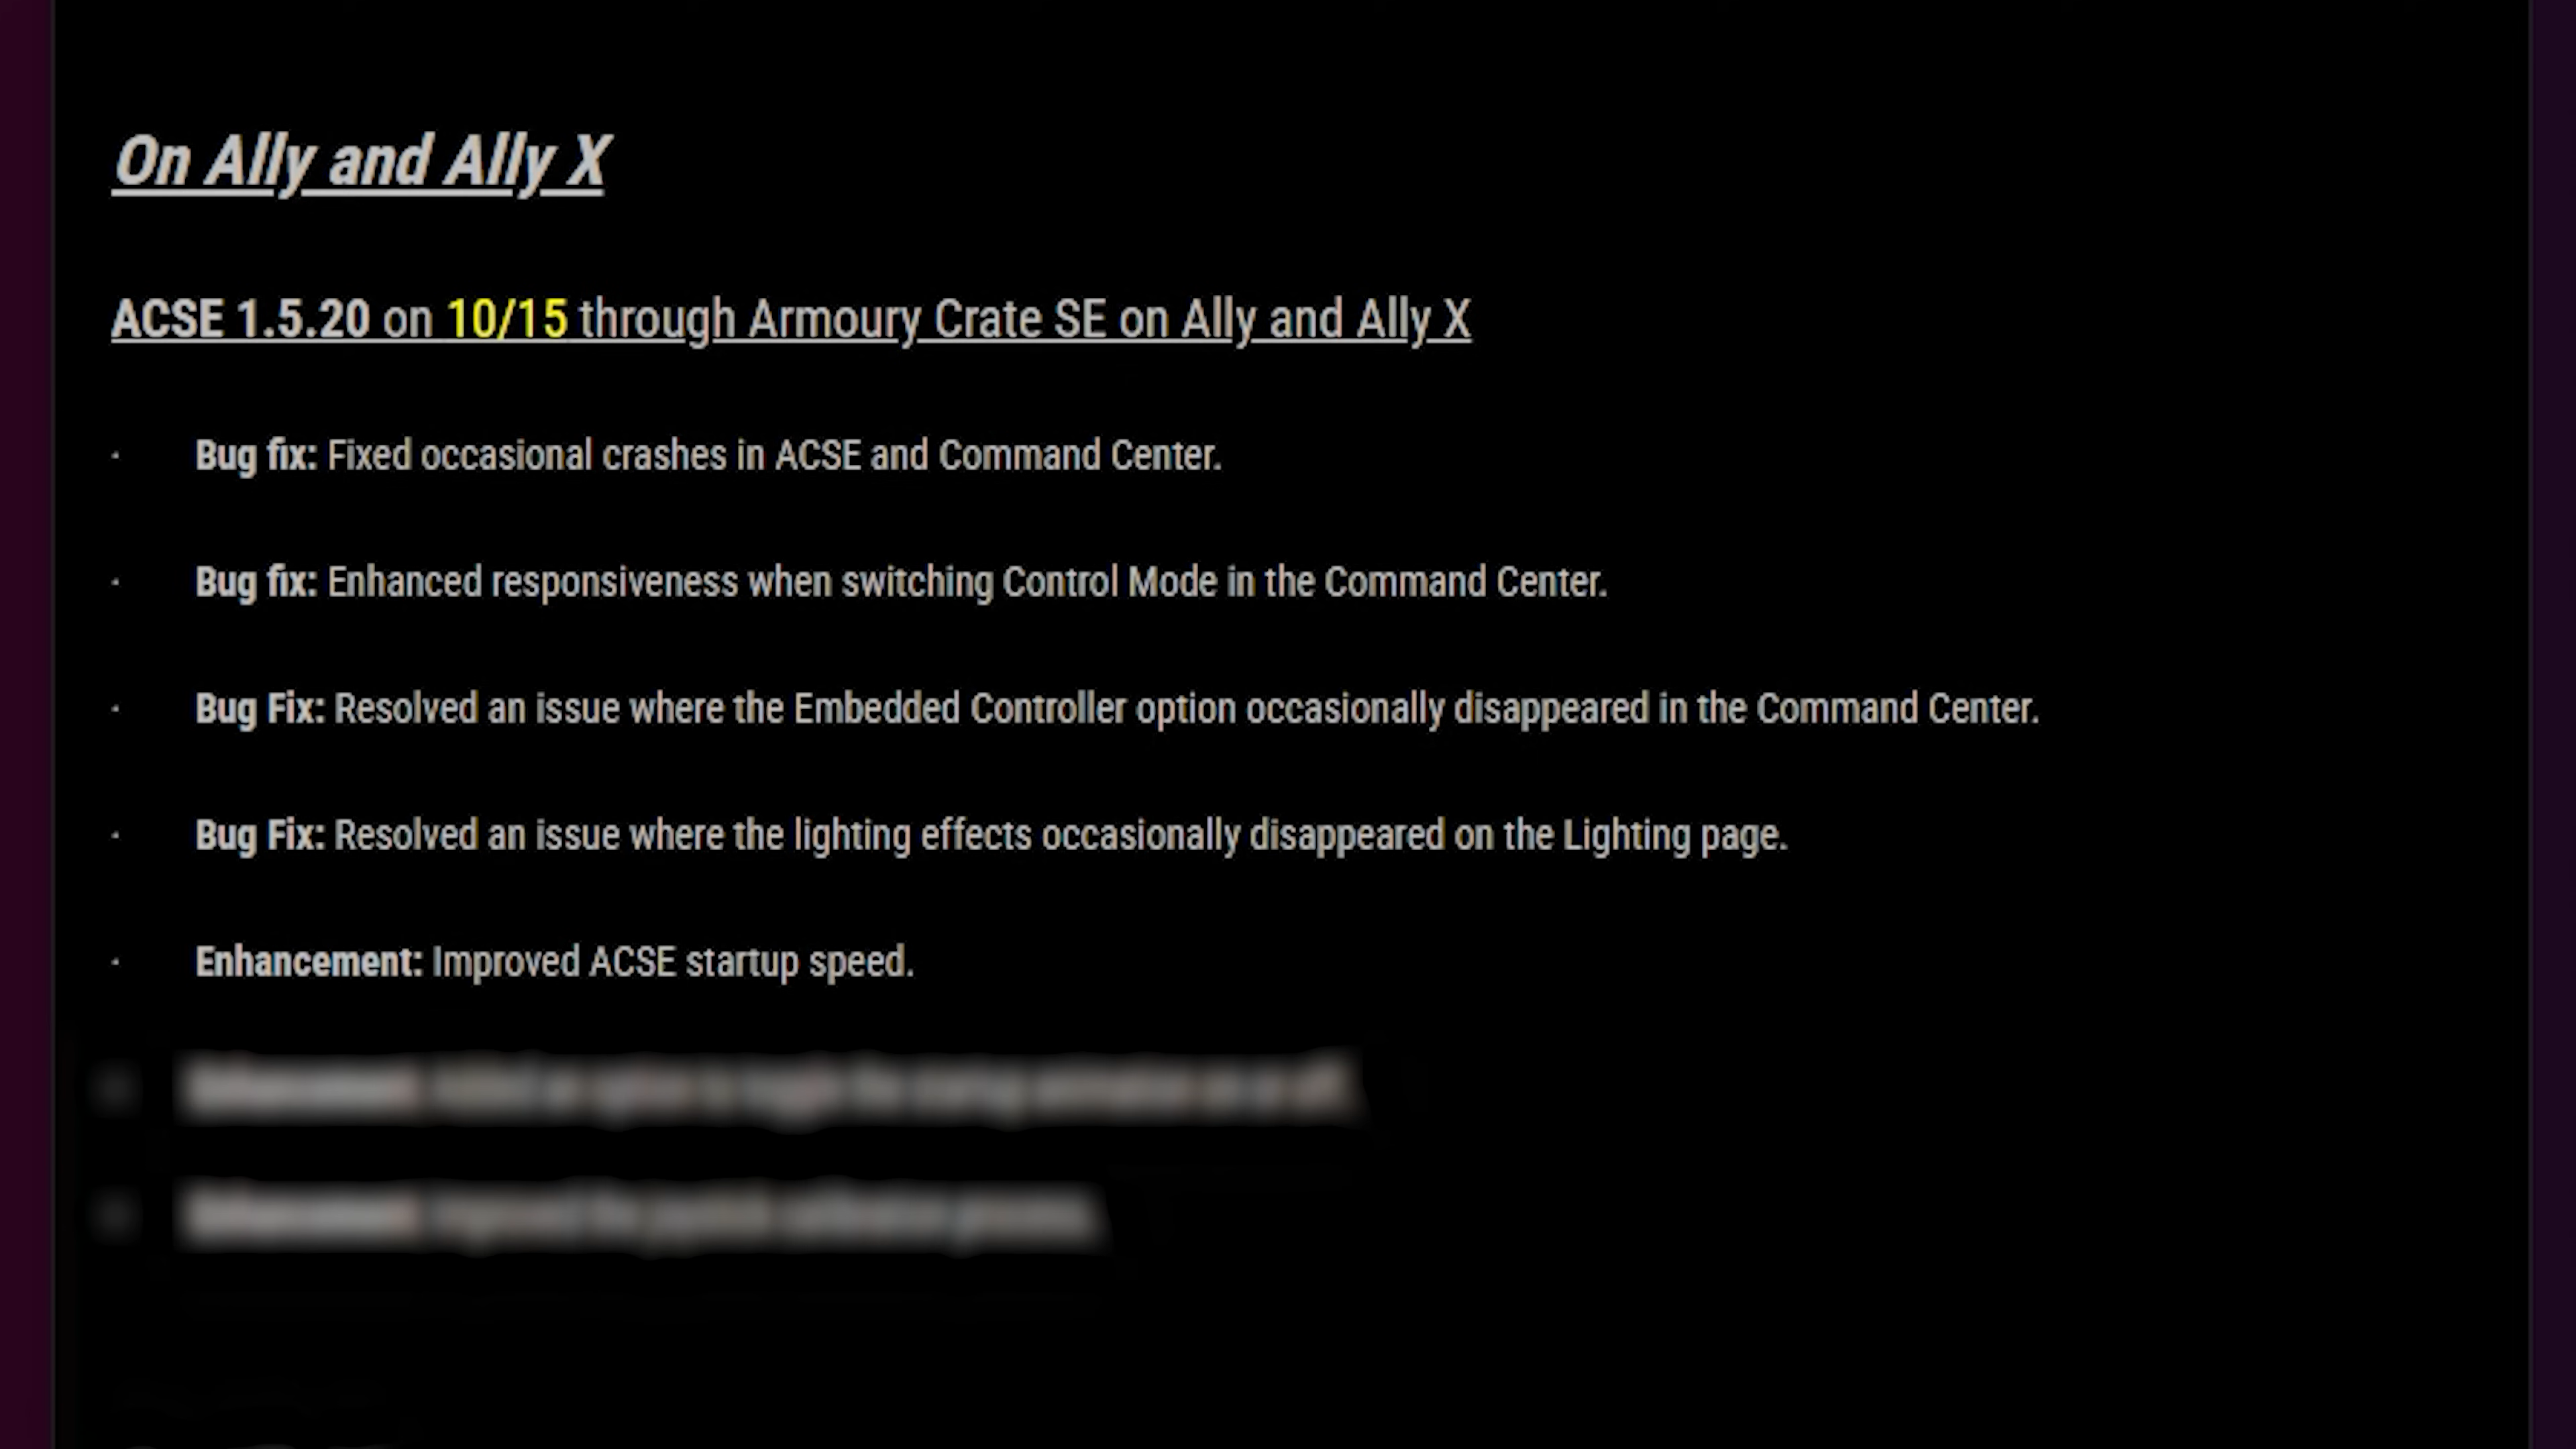 On Ally and Ally X
ACSE 1.5.20 on 10/15 through Armoury Crate SE on Ally and Ally X
· Bug fix: Fixed occasional crashes in ACSE and Command Center.
· Bug fix: Enhanced responsiveness when switching Control Mode in the Command Center.
· Bug Fix: Resolved an issue where the Embedded Controller option occasionally disappeared in the Command Center.
· Bug Fix: Resolved an issue where the lighting effects occasionally disappeared on the Lighting page.
· Enhancement: Improved ACSE startup speed.